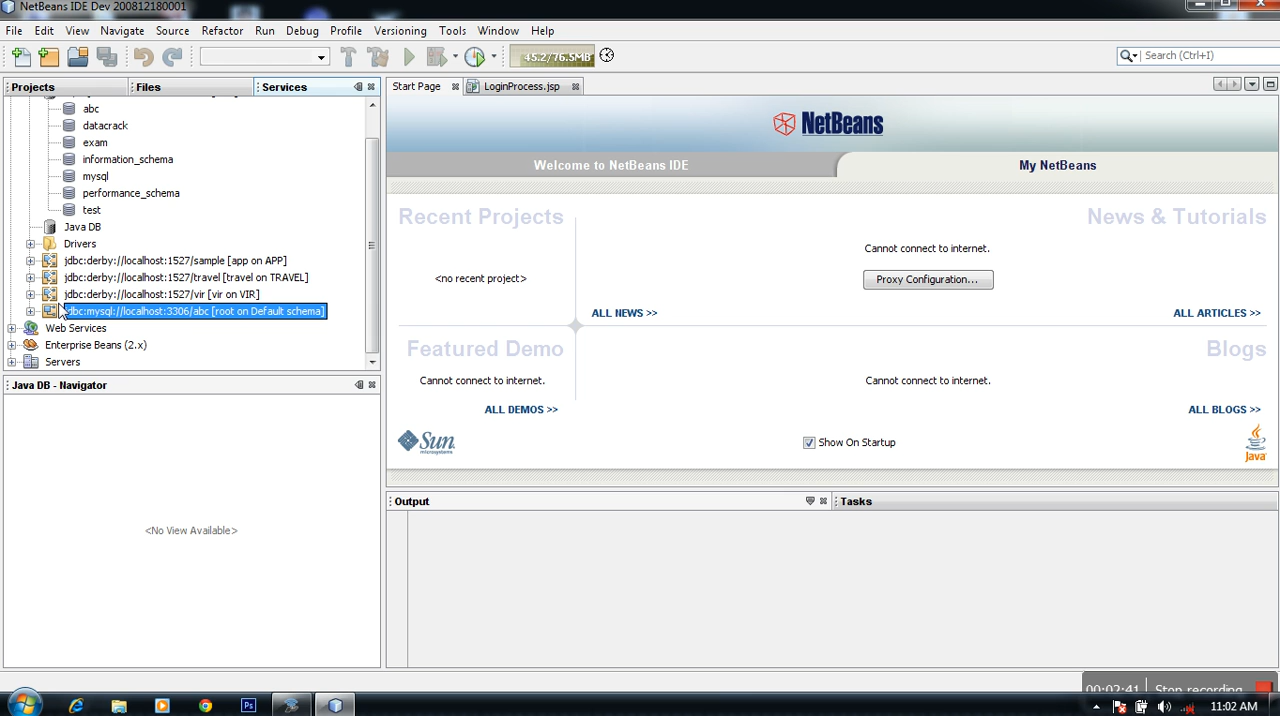 NetBeans IDE Dev 200812180001
File Edit View Navigate Source Refactor Run Debug Profile Versioning Tools Window Help
45.2/76.5MB
Search (Ctrl+I)
Projects Files Services
Start Page LoginProcess.jsp
abc
datacrack
exam
information_schema
mysql
performance_schema
test
Java DB
Drivers
jdbc:derby://localhost:1527/sample [app on APP]
jdbc:derby://localhost:1527/travel [travel on TRAVEL]
jdbc:derby://localhost:1527/vir [vir on VIR]
jdbc:mysql://localhost:3306/abc [root on Default schema]
Web Services
Enterprise Beans (2.x)
Servers
Java DB - Navigator
<No View Available>
NetBeans
Welcome to NetBeans IDE My NetBeans
Recent Projects
<no recent project>
News & Tutorials
Cannot connect to internet.
Proxy Configuration...
ALL NEWS >> ALL ARTICLES >>
Featured Demo
Cannot connect to internet.
ALL DEMOS >>
Blogs
Cannot connect to internet.
ALL BLOGS >>
Sun
microsystems
Show On Startup
Java
Output Tasks
00:02:41 Stop recording
Ps
11:02 AM